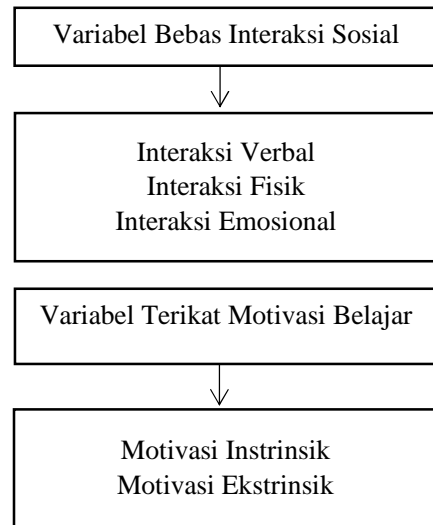 Variabel Bebas Interaksi Sosial
Interaksi Verbal
Interaksi Fisik
Interaksi Emosional
Variabel Terikat Motivasi Belajar
Motivasi Instrinsik
Motivasi Ekstrinsik